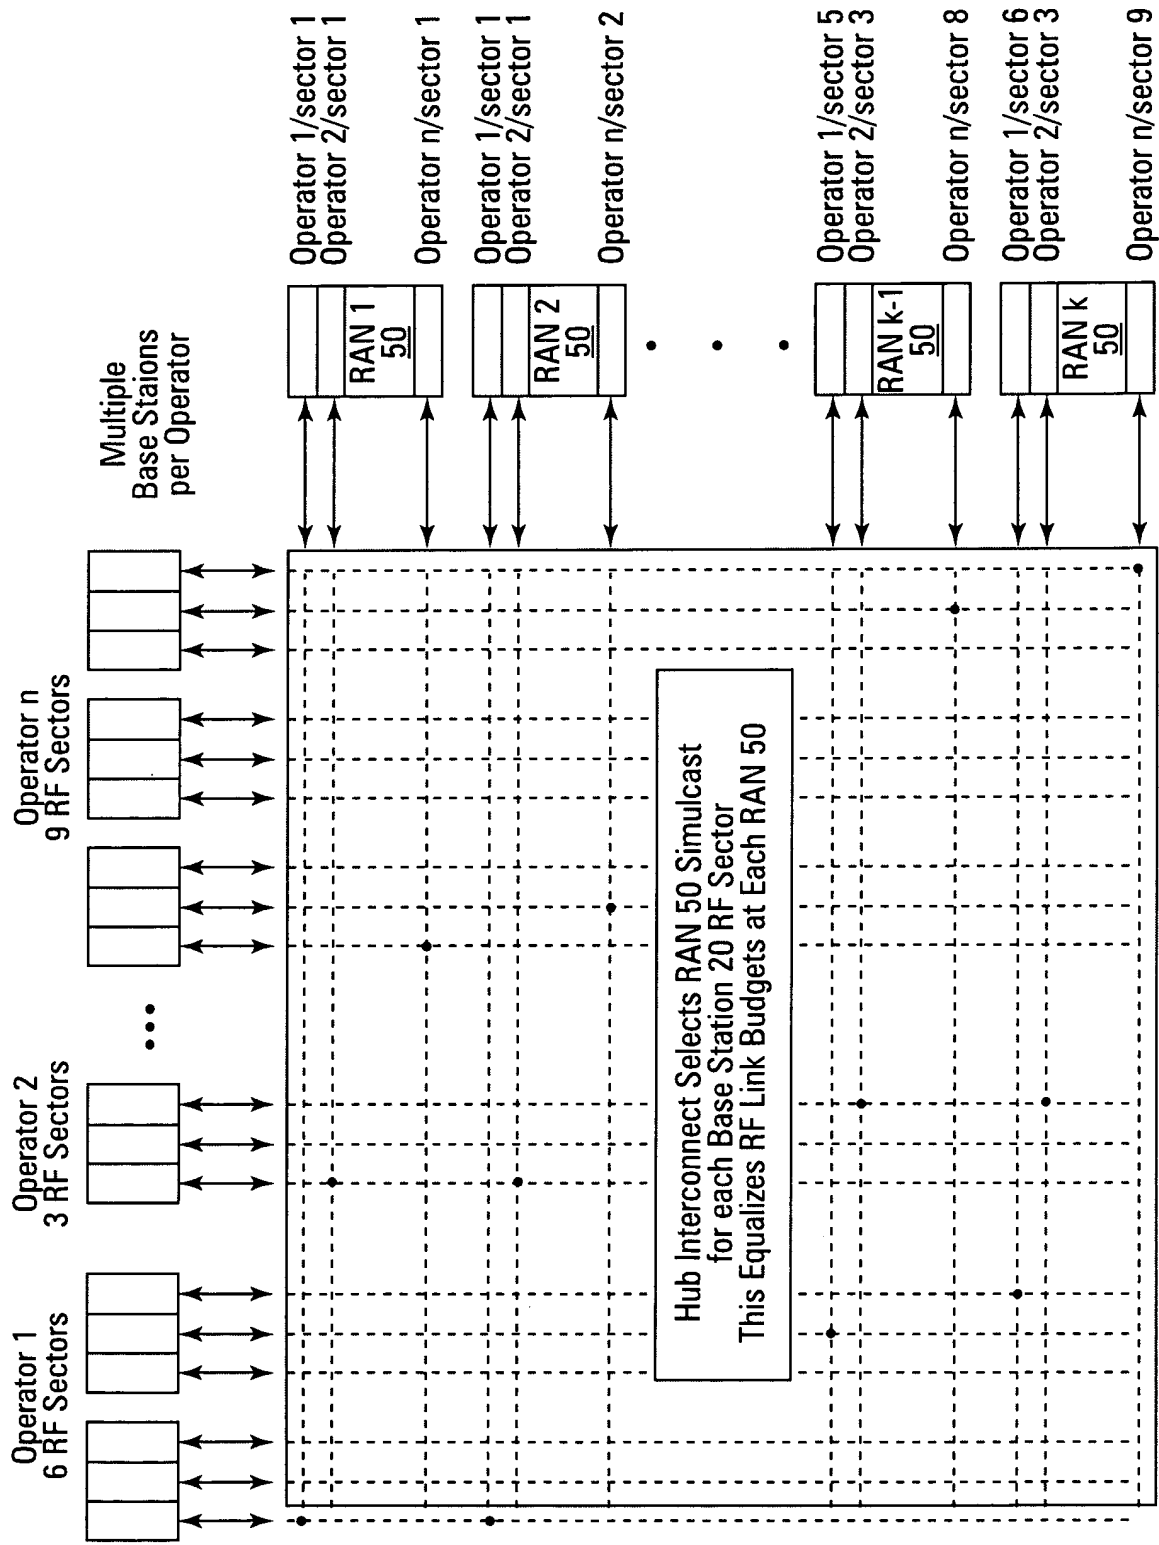 Operator 1
6 RF Sectors
Operator 2
3 RF Sectors
Operator n
9 RF Sectors
Multiple
Base Staions
per Operator
Hub Interconnect Selects RAN 50 Simulcast
for each Base Station 20 RF Sector
This Equalizes RF Link Budgets at Each RAN 50
RAN 1
50
Operator 1/sector 1
Operator 2/sector 1
Operator n/sector 1
RAN 2
50
Operator 1/sector 1
Operator 2/sector 1
Operator n/sector 2
RAN k-1
50
Operator 1/sector 5
Operator 2/sector 3
Operator n/sector 8
RAN k
50
Operator 1/sector 6
Operator 2/sector 3
Operator n/sector 9